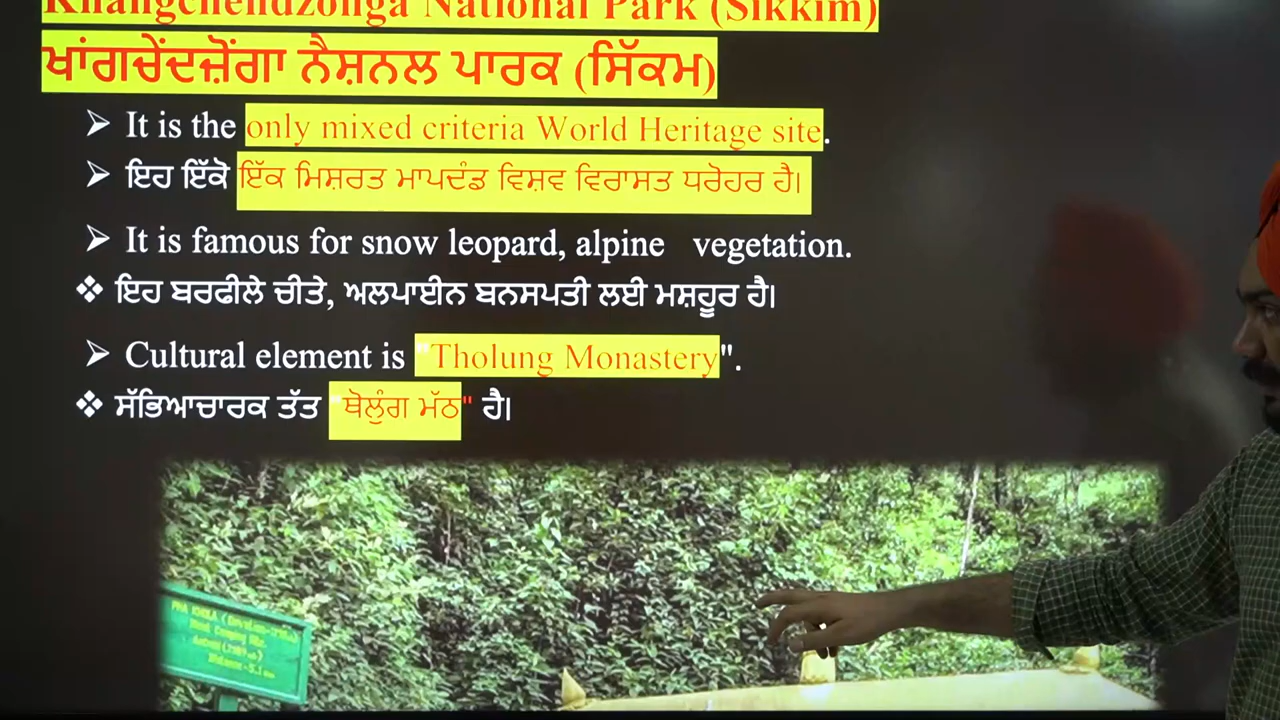 Khangchendzonga National Park (Sikkim)
ਖਾਂਗਚੇਂਦਜ਼ੋਂਗਾ ਨੈਸ਼ਨਲ ਪਾਰਕ (ਸਿੱਕਮ)
➢ It is the only mixed criteria World Heritage site.
➢ ਇਹ ਇੱਕੋ ਇੱਕ ਮਿਸ਼ਰਤ ਮਾਪਦੰਡ ਵਿਸ਼ਵ ਵਿਰਾਸਤ ਧਰੋਹਰ ਹੈ।
➢ It is famous for snow leopard, alpine vegetation.
❖ ਇਹ ਬਰਫੀਲੇ ਚੀਤੇ, ਅਲਪਾਈਨ ਬਨਸਪਤੀ ਲਈ ਮਸ਼ਹੂਰ ਹੈ।
➢ Cultural element is "Tholung Monastery".
❖ ਸੱਭਿਆਚਾਰਕ ਤੱਤ "ਥੋਲੁੰਗ ਮੱਠ" ਹੈ।